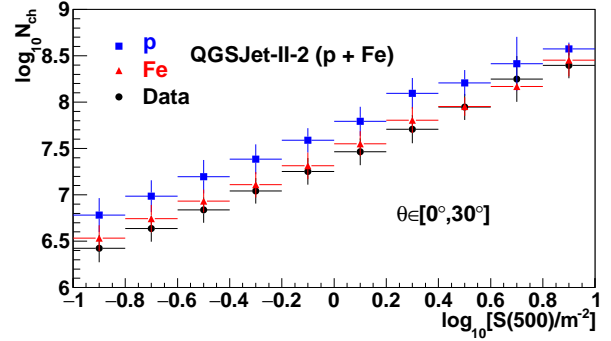 log₁₀N_ch
9
8.5
8
7.5
7
6.5
6
p
QGSJet-II-2 (p + Fe)
Fe
Data
θ∈[0°,30°]
−1 −0.8 −0.6 −0.4 −0.2 0 0.2 0.4 0.6 0.8 1
log₁₀[S(500)/m⁻²]